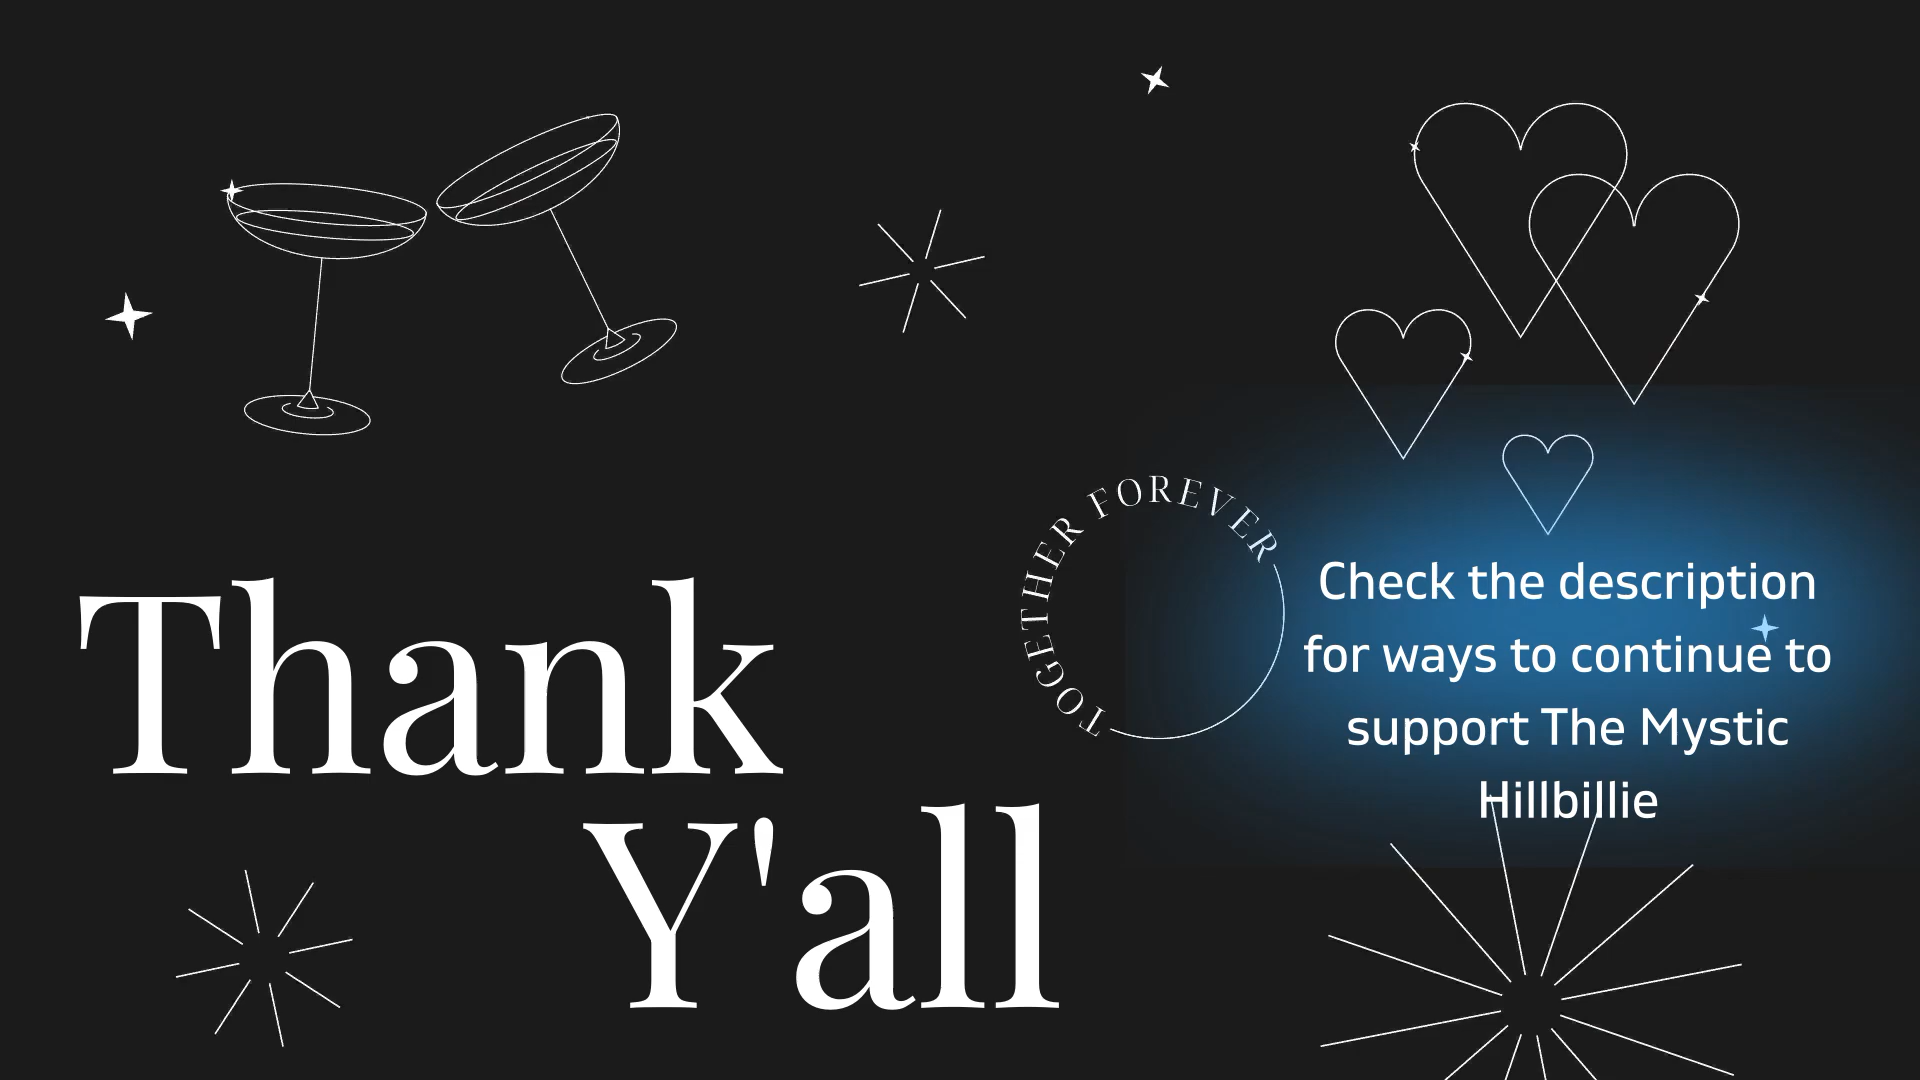 TOGETHER FOREVER
Thank
Y'all
Check the description
for ways to continue to
support The Mystic
Hillbillie